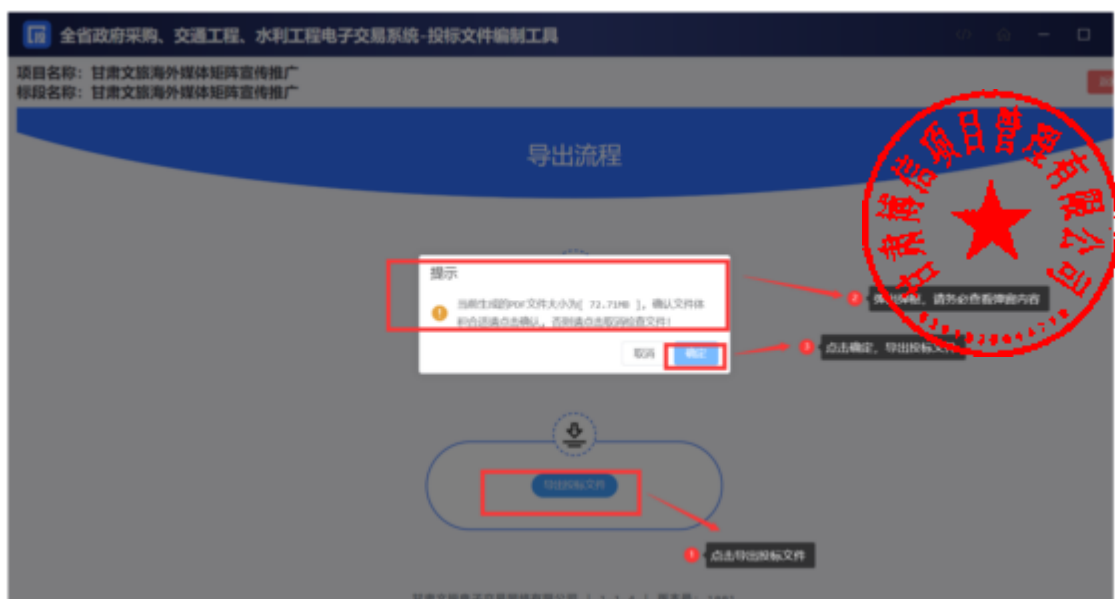 全省政府采购、交通工程、水利工程电子交易系统-投标文件编制工具
项目名称：甘肃文旅海外媒体矩阵宣传推广
标段名称：甘肃文旅海外媒体矩阵宣传推广
导出流程
提示
当前生成的PDF文件大小为[ 72.71MB ]，确认文件体
积合适请点击确认，否则请点击取消检查文件！
取消
确定
2 弹出弹框，请务必查看弹窗内容
3 点击确定，导出投标文件
导出投标文件
1 点击导出投标文件